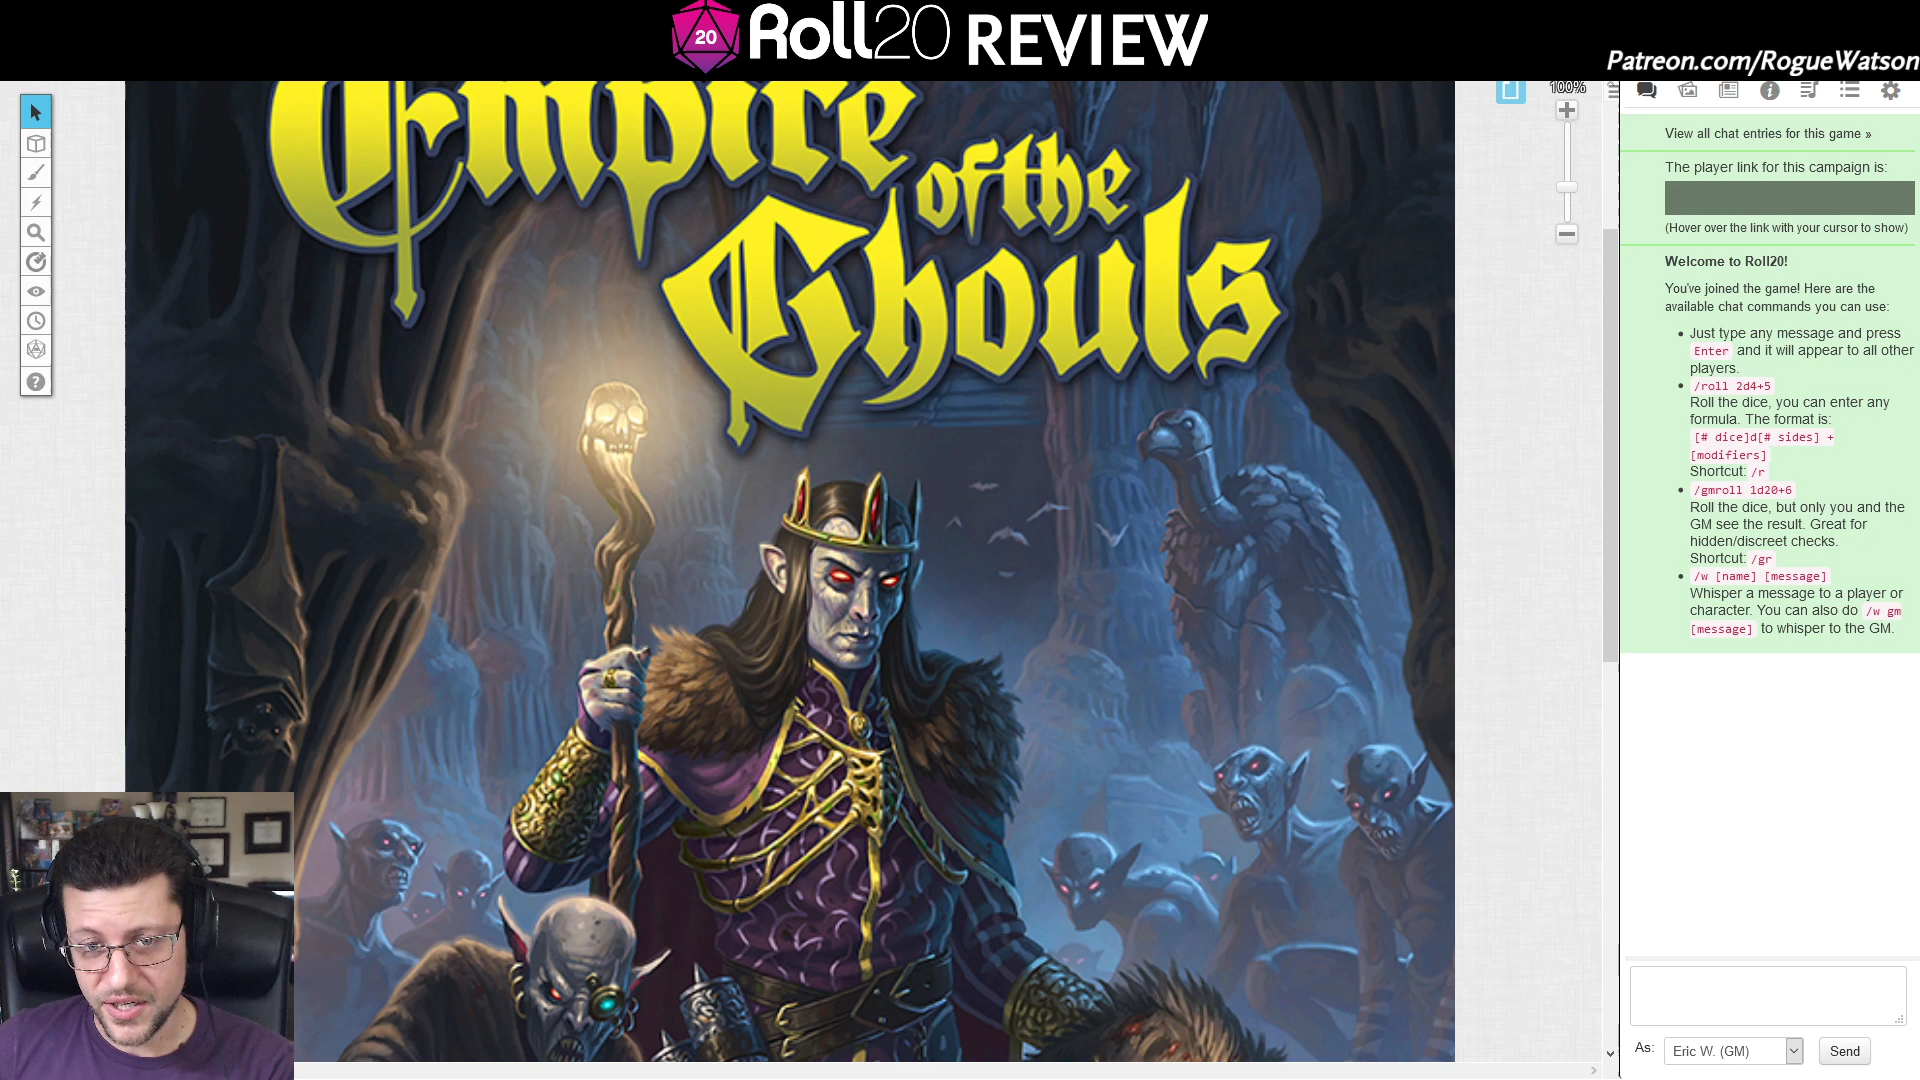 20 Roll20 REVIEW
Patreon.com/RogueWatson
Empire
of the
Ghouls
100%
View all chat entries for this game »
The player link for this campaign is:
(Hover over the link with your cursor to show)
Welcome to Roll20!
You've joined the game! Here are the
available chat commands you can use:
Just type any message and press
Enter and it will appear to all other
players.
/roll 2d4+5
Roll the dice, you can enter any
formula. The format is:
[# dice]d[# sides] +
[modifiers]
Shortcut: /r
/gmroll 1d20+6
Roll the dice, but only you and the
GM see the result. Great for
hidden/discreet checks.
Shortcut: /gr
/w [name] [message]
Whisper a message to a player or
character. You can also do /w gm
[message] to whisper to the GM.
As: Eric W. (GM) Send